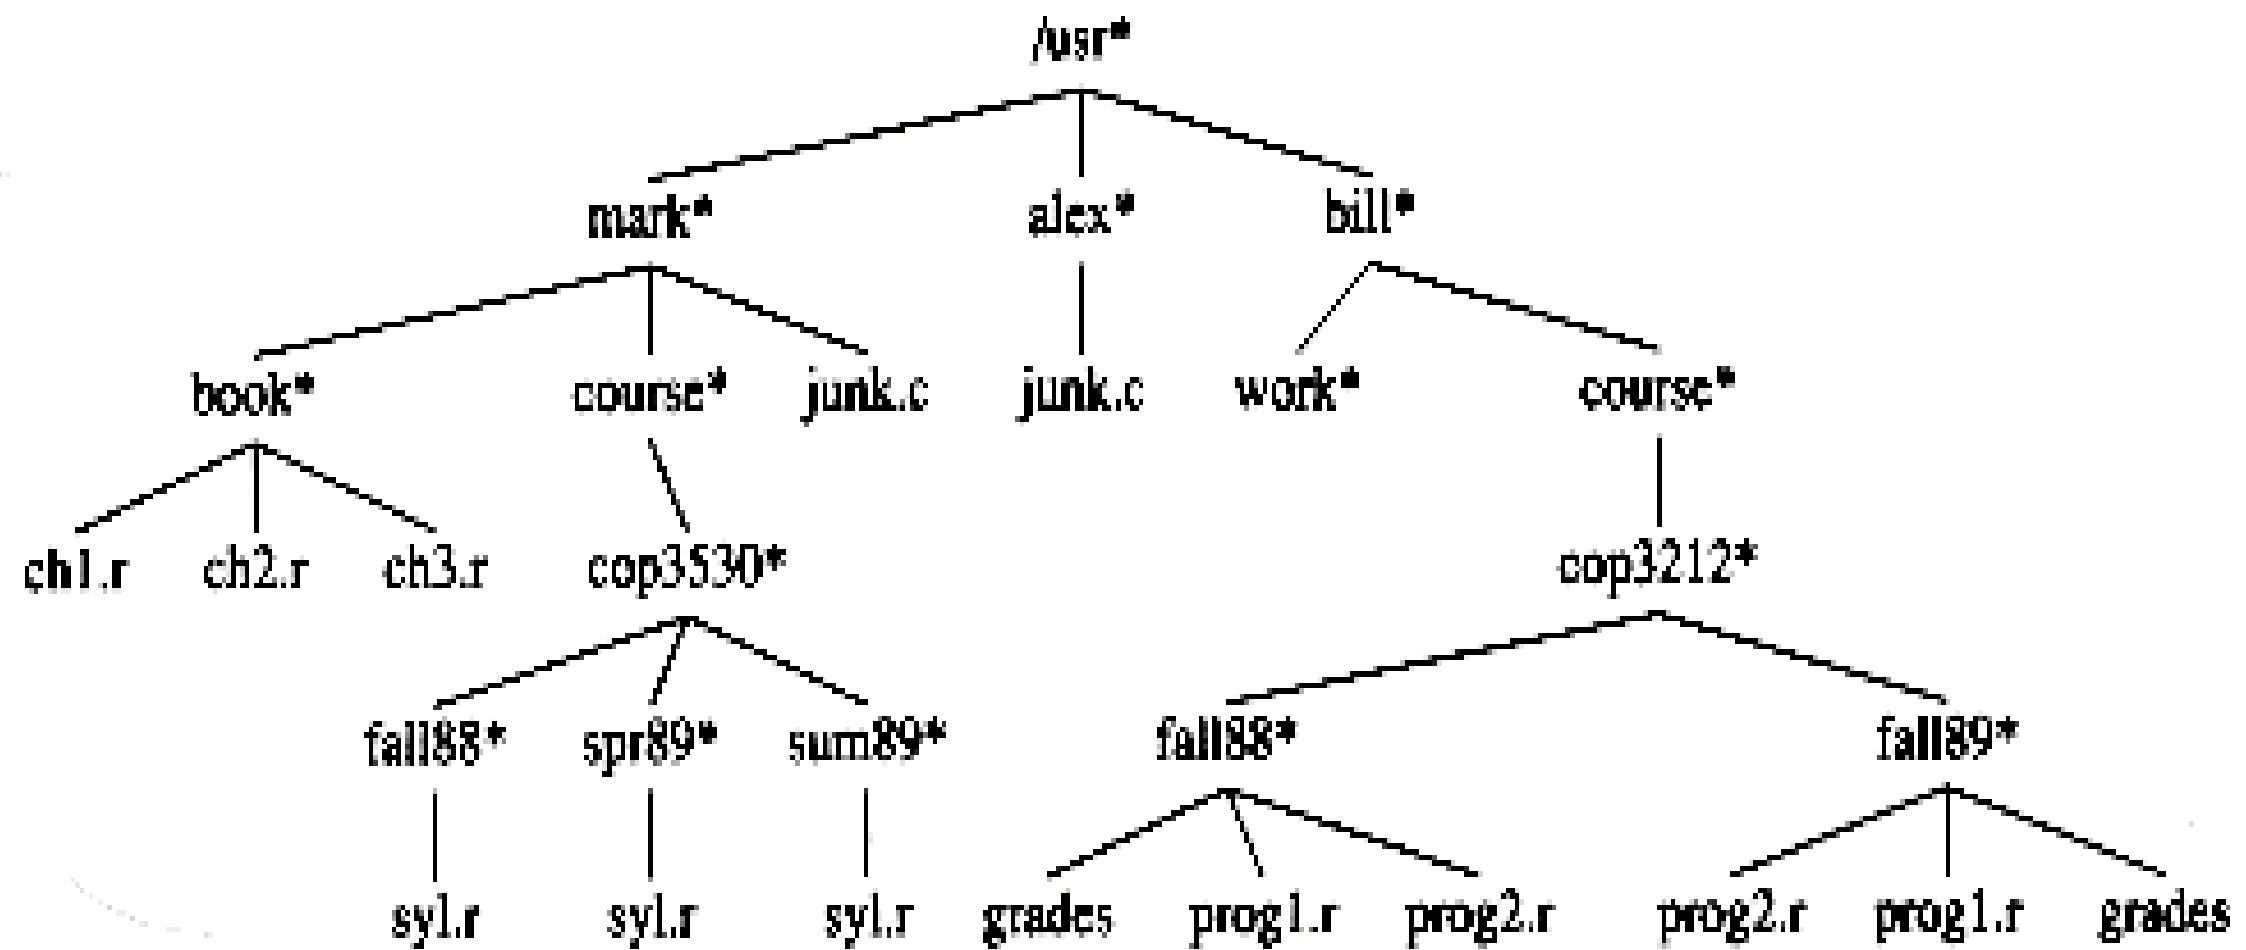 /usr*
mark* alex* bill*
book* course* junk.c junk.c work* course*
ch1.r ch2.r ch3.r cop3530* cop3212*
fall88* spr89* sum89* fall88* fall89*
syl.r syl.r syl.r grades prog1.r prog2.r prog2.r prog1.r grades